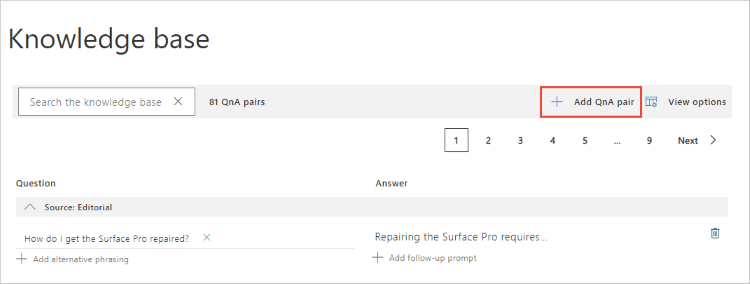 Knowledge base
Search the knowledge base 81 QnA pairs Add QnA pair View options
1 2 3 4 5 ... 9 Next
Question Answer
Source: Editorial
How do I get the Surface Pro repaired? Repairing the Surface Pro requires...
Add alternative phrasing Add follow-up prompt